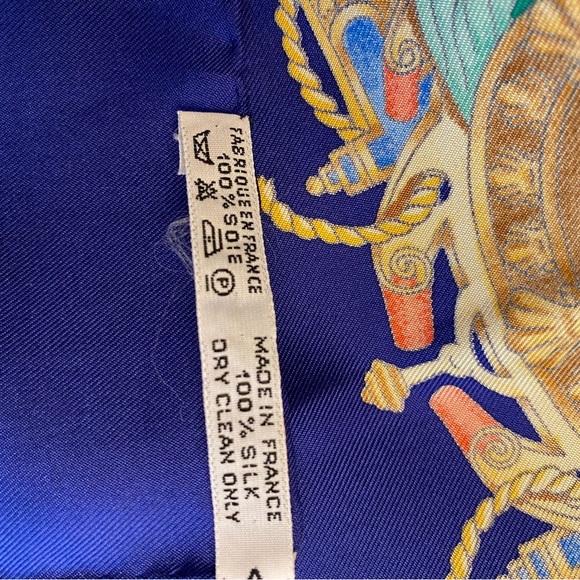 FABRIQUE EN FRANCE
100% SOIE
P
MADE IN FRANCE
100% SILK
DRY CLEAN ONLY